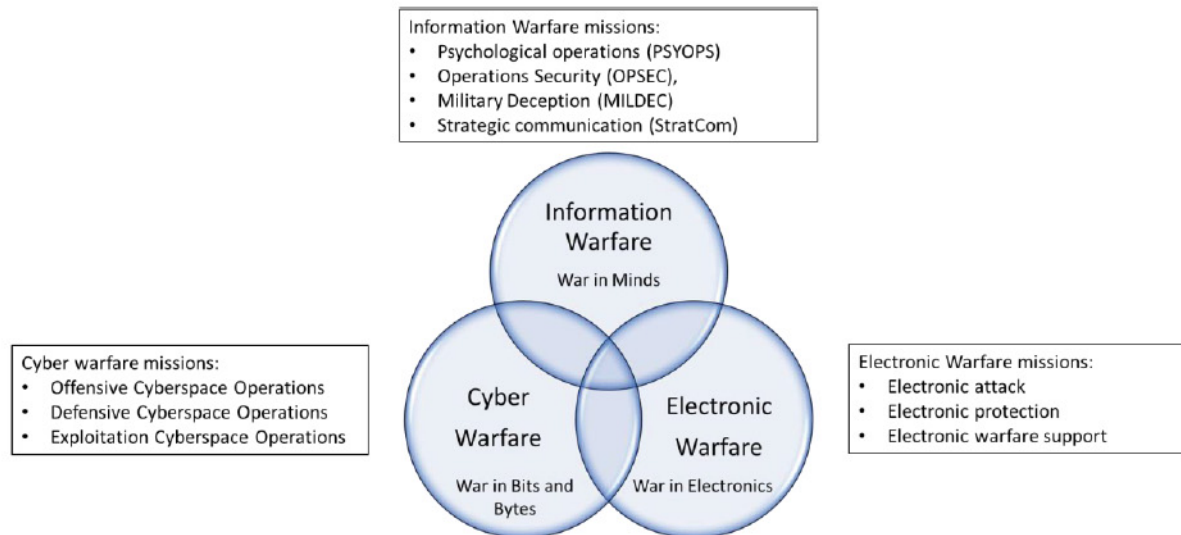 Information Warfare missions:
• Psychological operations (PSYOPS)
• Operations Security (OPSEC),
• Military Deception (MILDEC)
• Strategic communication (StratCom)
Information
Warfare
War in Minds
Cyber warfare missions:
• Offensive Cyberspace Operations
• Defensive Cyberspace Operations
• Exploitation Cyberspace Operations
Cyber
Warfare
War in Bits and
Bytes
Electronic
Warfare
War in Electronics
Electronic Warfare missions:
• Electronic attack
• Electronic protection
• Electronic warfare support